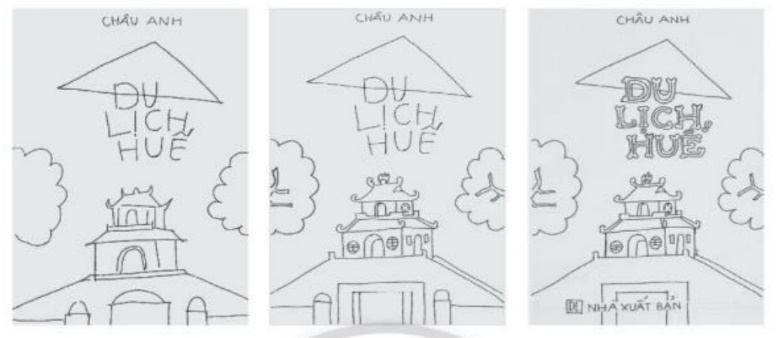 CHÂU ANH
DU
LỊCH
HUẾ
CHÂU ANH
DU
LỊCH
HUẾ
CHÂU ANH
DU
LỊCH
HUẾ
NHÀ XUẤT BẢN